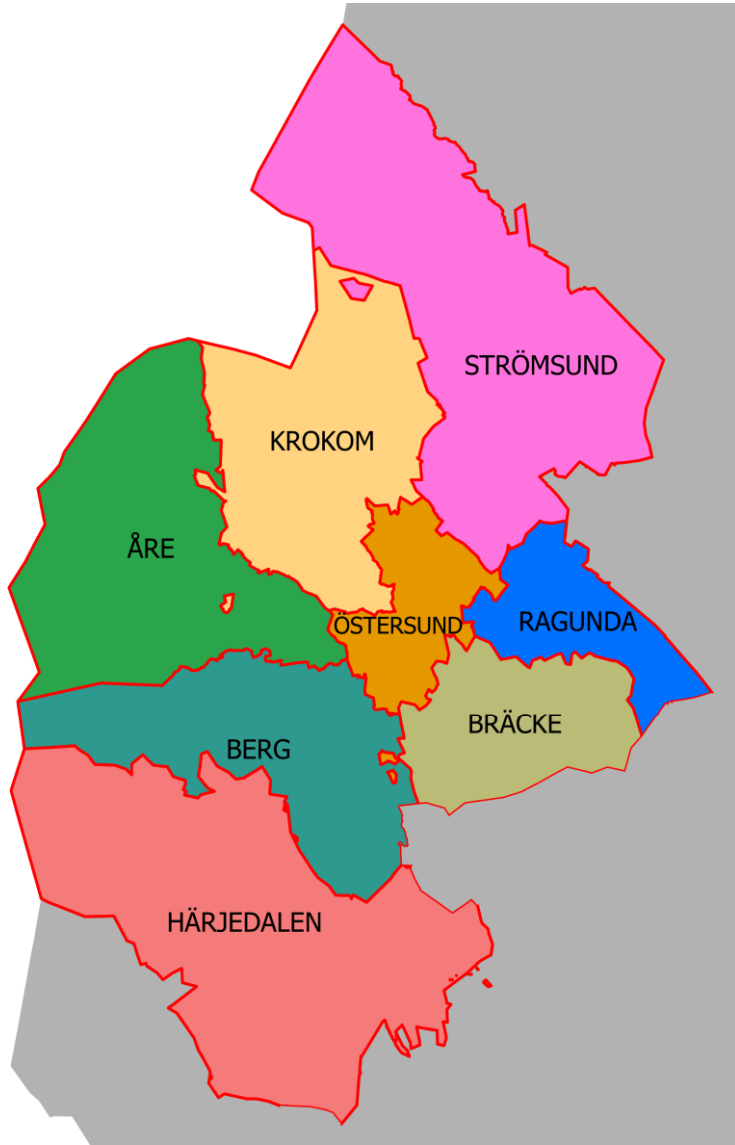 STRÖMSUND
KROKOM
ÅRE
ÖSTERSUND
RAGUNDA
BRÄCKE
BERG
HÄRJEDALEN